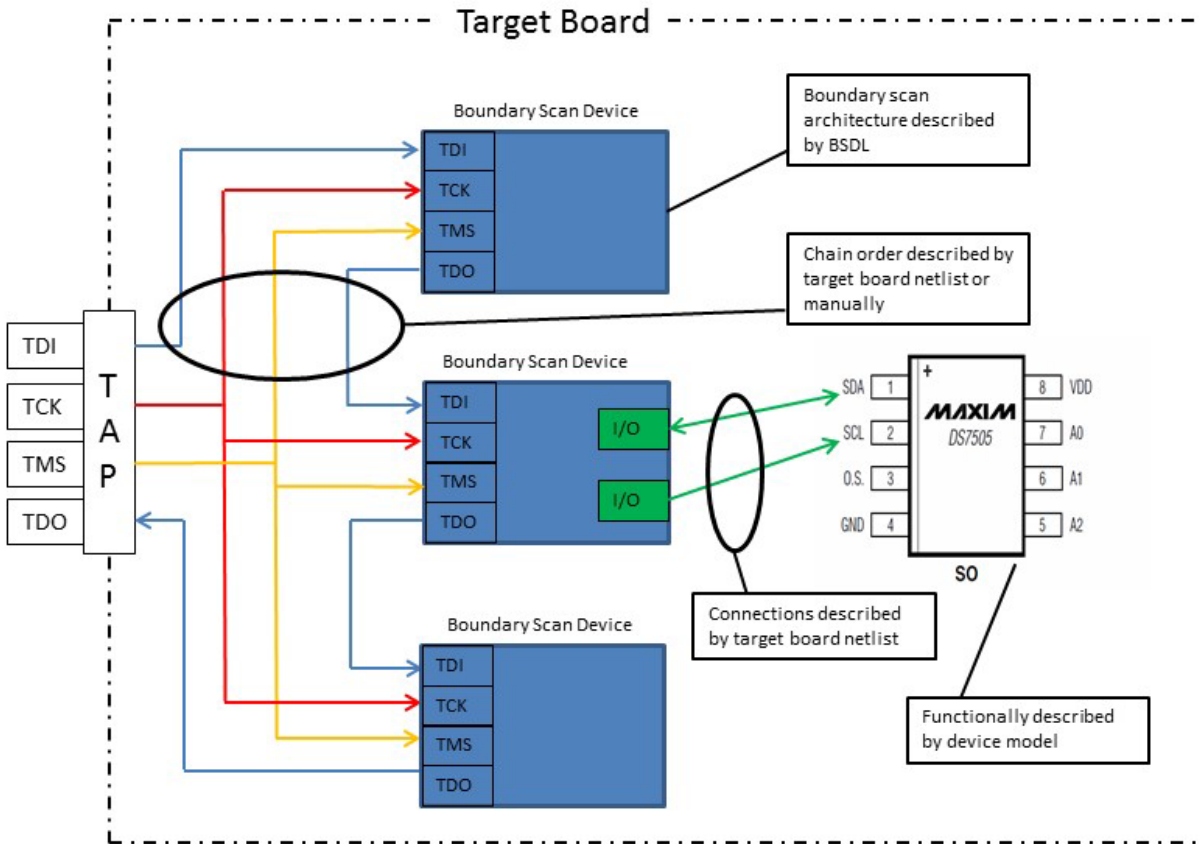 Target Board
Boundary Scan Device
TDI
TCK
TMS
TDO
Boundary scan
architecture described
by BSDL
Chain order described by
target board netlist or
manually
TDI
TCK
TMS
TDO
T
A
P
Boundary Scan Device
TDI
TCK
TMS
TDO
I/O
I/O
SDA 1
SCL 2
O.S. 3
GND 4
+
MAXIM
DS7505
8 VDD
7 A0
6 A1
5 A2
SO
Connections described
by target board netlist
Boundary Scan Device
TDI
TCK
TMS
TDO
Functionally described
by device model